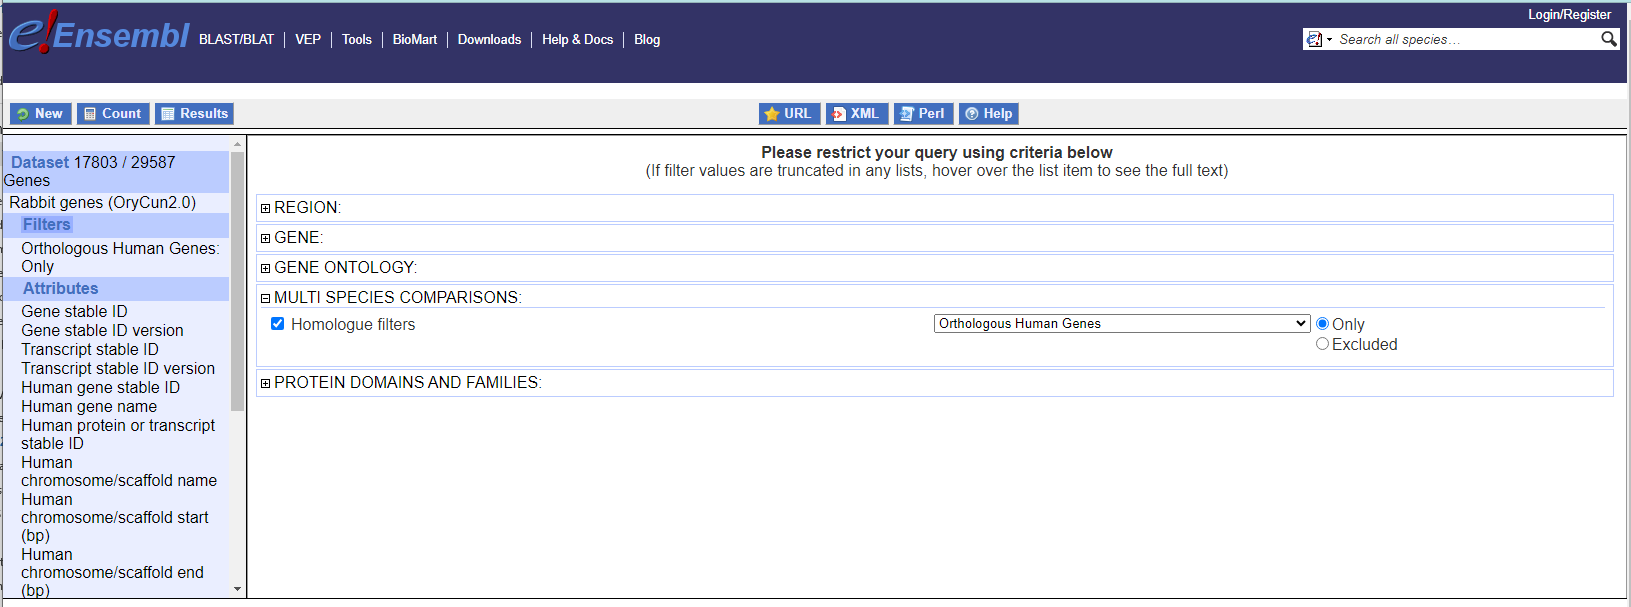 Login/Register
e!Ensembl BLAST/BLAT VEP Tools BioMart Downloads Help & Docs Blog
e! Search all species...
New Count Results URL XML Perl Help
Dataset 17803 / 29587
Genes
Rabbit genes (OryCun2.0)
Filters
Orthologous Human Genes:
Only
Attributes
Gene stable ID
Gene stable ID version
Transcript stable ID
Transcript stable ID version
Human gene stable ID
Human gene name
Human protein or transcript
stable ID
Human
chromosome/scaffold name
Human
chromosome/scaffold start
(bp)
Human
chromosome/scaffold end
(bp)
Please restrict your query using criteria below
(If filter values are truncated in any lists, hover over the list item to see the full text)
REGION:
GENE:
GENE ONTOLOGY:
MULTI SPECIES COMPARISONS:
Homologue filters Orthologous Human Genes Only
Excluded
PROTEIN DOMAINS AND FAMILIES: